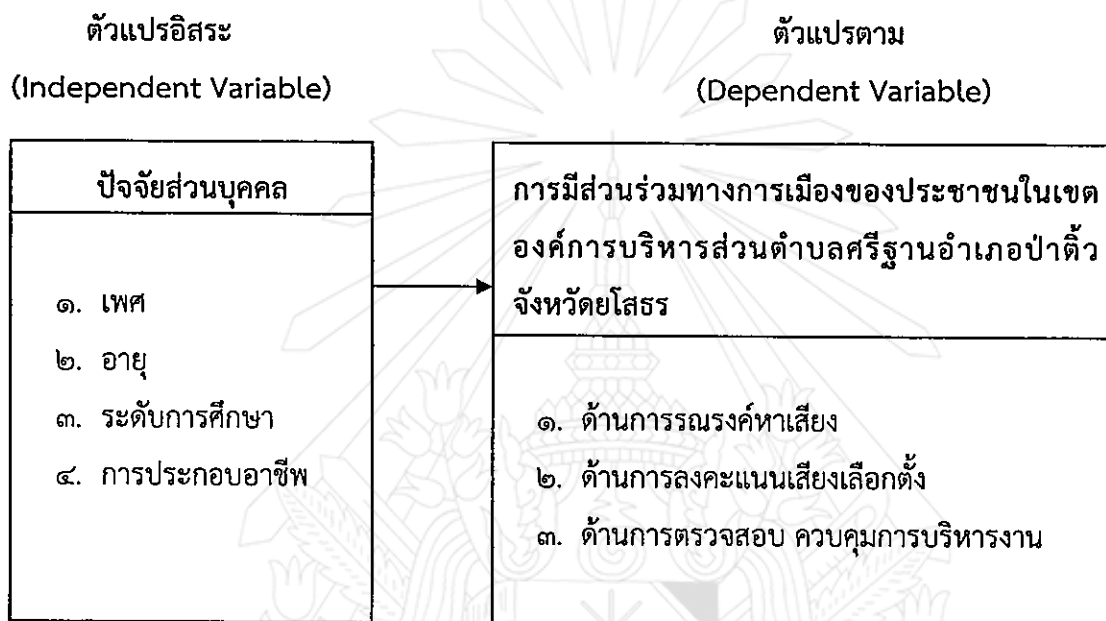 ตัวแปรอิสระ
(Independent Variable)
ตัวแปรตาม
(Dependent Variable)
ปัจจัยส่วนบุคคล
๑. เพศ
๒. อายุ
๓. ระดับการศึกษา
๔. การประกอบอาชีพ
การมีส่วนร่วมทางการเมืองของประชาชนในเขต
องค์การบริหารส่วนตำบลศรีฐานอำเภอป่าติ้ว
จังหวัดยโสธร
๑. ด้านการรณรงค์หาเสียง
๒. ด้านการลงคะแนนเสียงเลือกตั้ง
๓. ด้านการตรวจสอบ ควบคุมการบริหารงาน